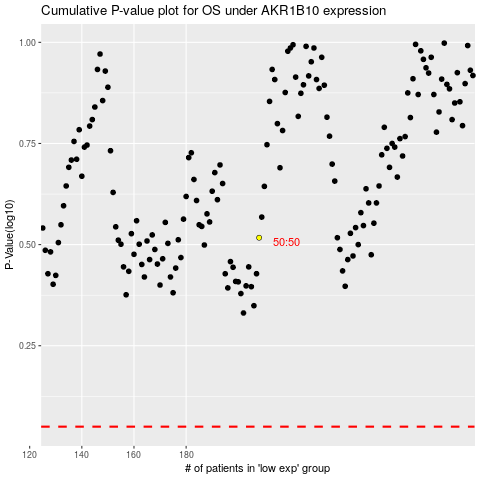 Cumulative P-value plot for OS under AKR1B10 expression
1.00
0.75
0.50
0.25
P-Value(log10)
50:50
120 140 160 180
# of patients in 'low exp' group